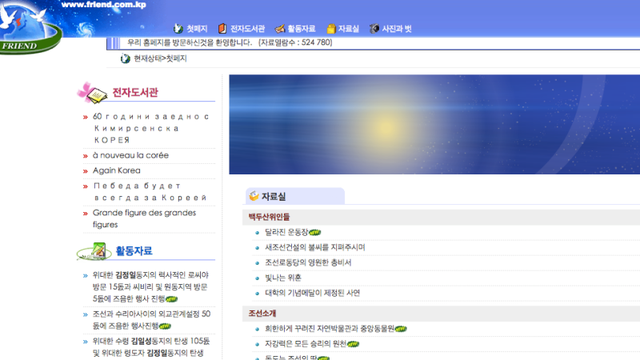 www.friend.com.kp
FRIEND
첫페지 전자도서관 활동자료 자료실 사진과 벗
우리 홈페지를 방문하신것을 환영합니다. [자료열람수 : 524 780]
현재상태>첫페지
전자도서관
60 години заеднос
Кимирсенска
КОРЕЯ
à nouveau la corée
Again Korea
Победа будет
всегда за Кореей
Grande figure des grandes
figures
활동자료
위대한 김정일동지의 력사적인 로씨야
방문 15돐과 씨비리 및 원동지역 방문
5돐에 즈음한 행사 진행
조선과 수리아사이의 외교관계설정 50
돐에 즈음한 행사진행
위대한 수령 김일성동지의 탄생 105돐
및 위대한 령도자 김정일동지의 탄생
자료실
백두산위인들
달라진 운동장
새조선건설의 불씨를 지펴주시며
조선로동당의 영원한 총비서
빛나는 위훈
대학의 기념메달이 제정된 사연
조선소개
희한하게 꾸려진 자연박물관과 중앙동물원
자강력은 모든 승리의 원천
독도는 조선의 땅